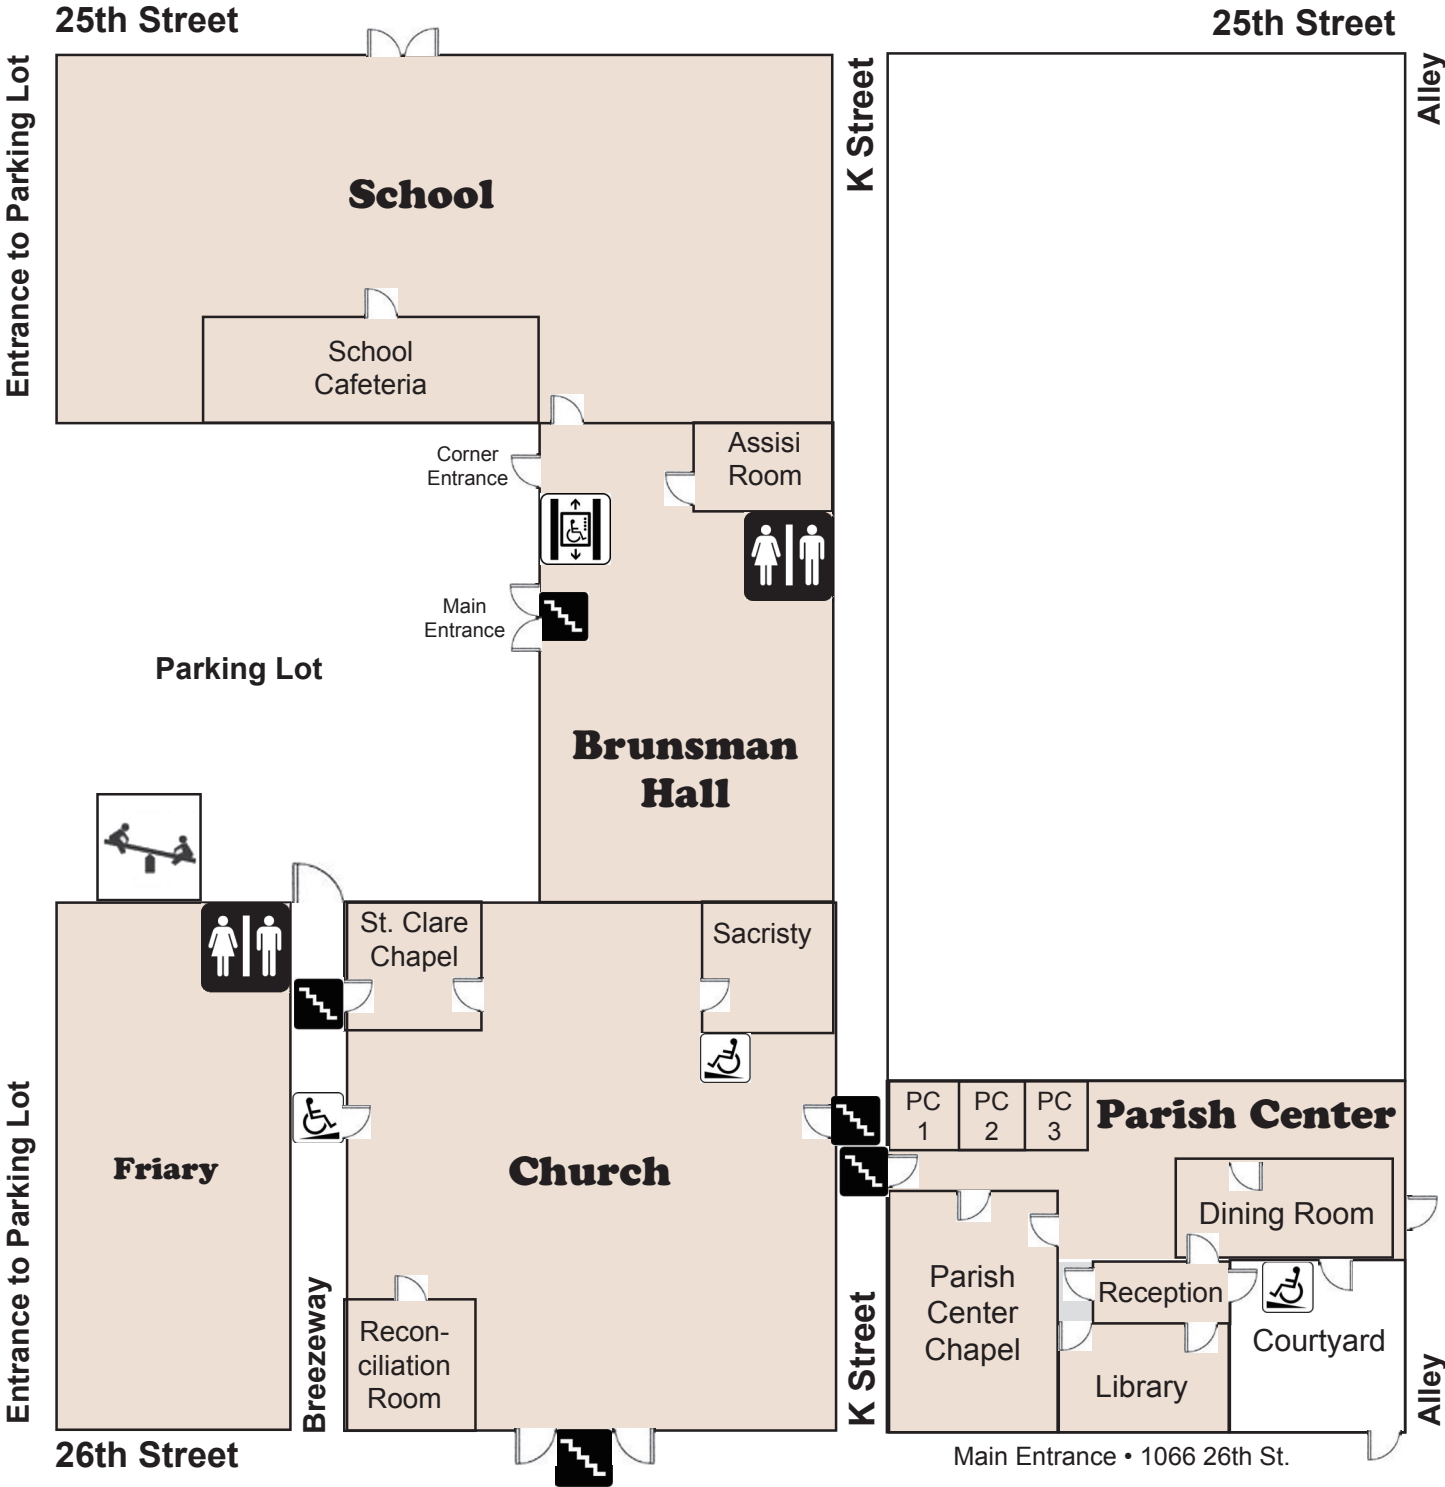 25th Street
25th Street
Entrance to Parking Lot
K Street
Alley
School
School
Cafeteria
Corner
Entrance
Assisi
Room
Main
Entrance
Parking Lot
Brunsman
Hall
St. Clare
Chapel
Sacristy
Entrance to Parking Lot
Friary
Breezeway
Church
Recon-
ciliation
Room
K Street
PC
1
PC
2
PC
3
Parish Center
Dining Room
Parish
Center
Chapel
Reception
Library
Courtyard
Alley
26th Street
Main Entrance • 1066 26th St.